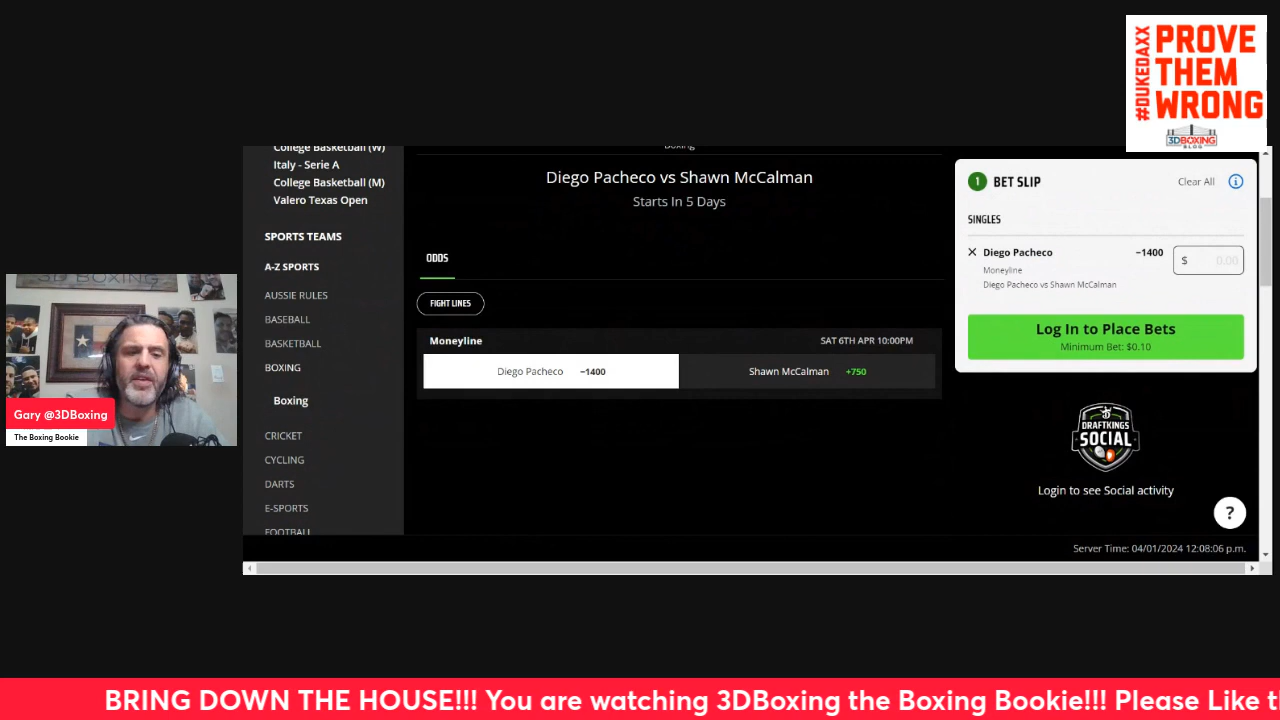 #DUKEDAXX
PROVE
THEM
WRONG
3DBOXING
BLOG
College Basketball (W)
Italy - Serie A
College Basketball (M)
Valero Texas Open
SPORTS TEAMS
A-Z SPORTS
AUSSIE RULES
BASEBALL
BASKETBALL
BOXING
Boxing
CRICKET
CYCLING
DARTS
E-SPORTS
FOOTBALL
Boxing
Diego Pacheco vs Shawn McCalman
Starts In 5 Days
ODDS
FIGHT LINES
Moneyline SAT 6TH APR 10:00PM
Diego Pacheco −1400 Shawn McCalman +750
1 BET SLIP Clear All
SINGLES
Diego Pacheco −1400 $ 0.00
Moneyline
Diego Pacheco vs Shawn McCalman
Log In to Place Bets
Minimum Bet: $0.10
DRAFTKINGS
SOCIAL
Login to see Social activity
?
Server Time: 04/01/2024 12:08:06 p.m.
3D BOXING
Gary @3DBoxing
The Boxing Bookie
BRING DOWN THE HOUSE!!! You are watching 3DBoxing the Boxing Bookie!!! Please Like t